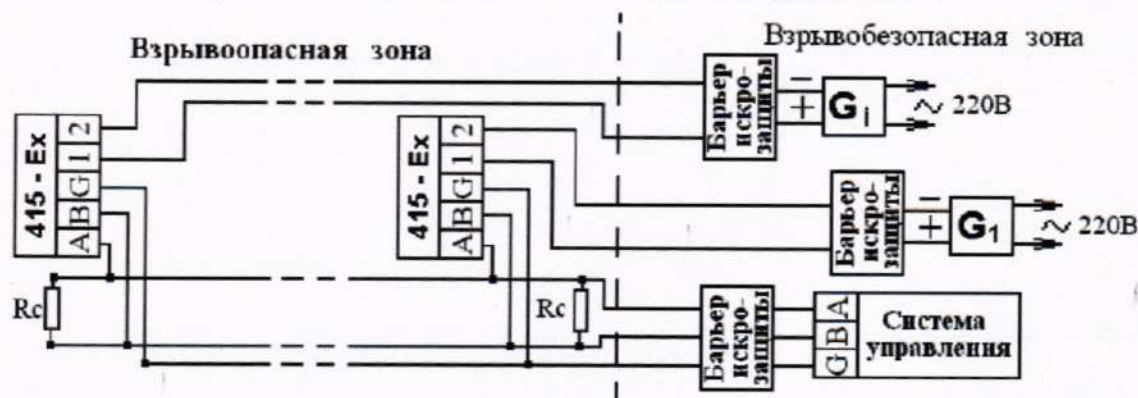 Взрывоопасная зона
Взрывобезопасная зона
Барьер
искро-
защиты
−
+
Gi
~ 220В
415 - Ex
2
1
G
B
A
415 - Ex
2
1
G
B
A
Барьер
искро-
защиты
−
+
G1
~ 220В
Rc
Rc
Барьер
искро-
защиты
A
B
G
Система
управления